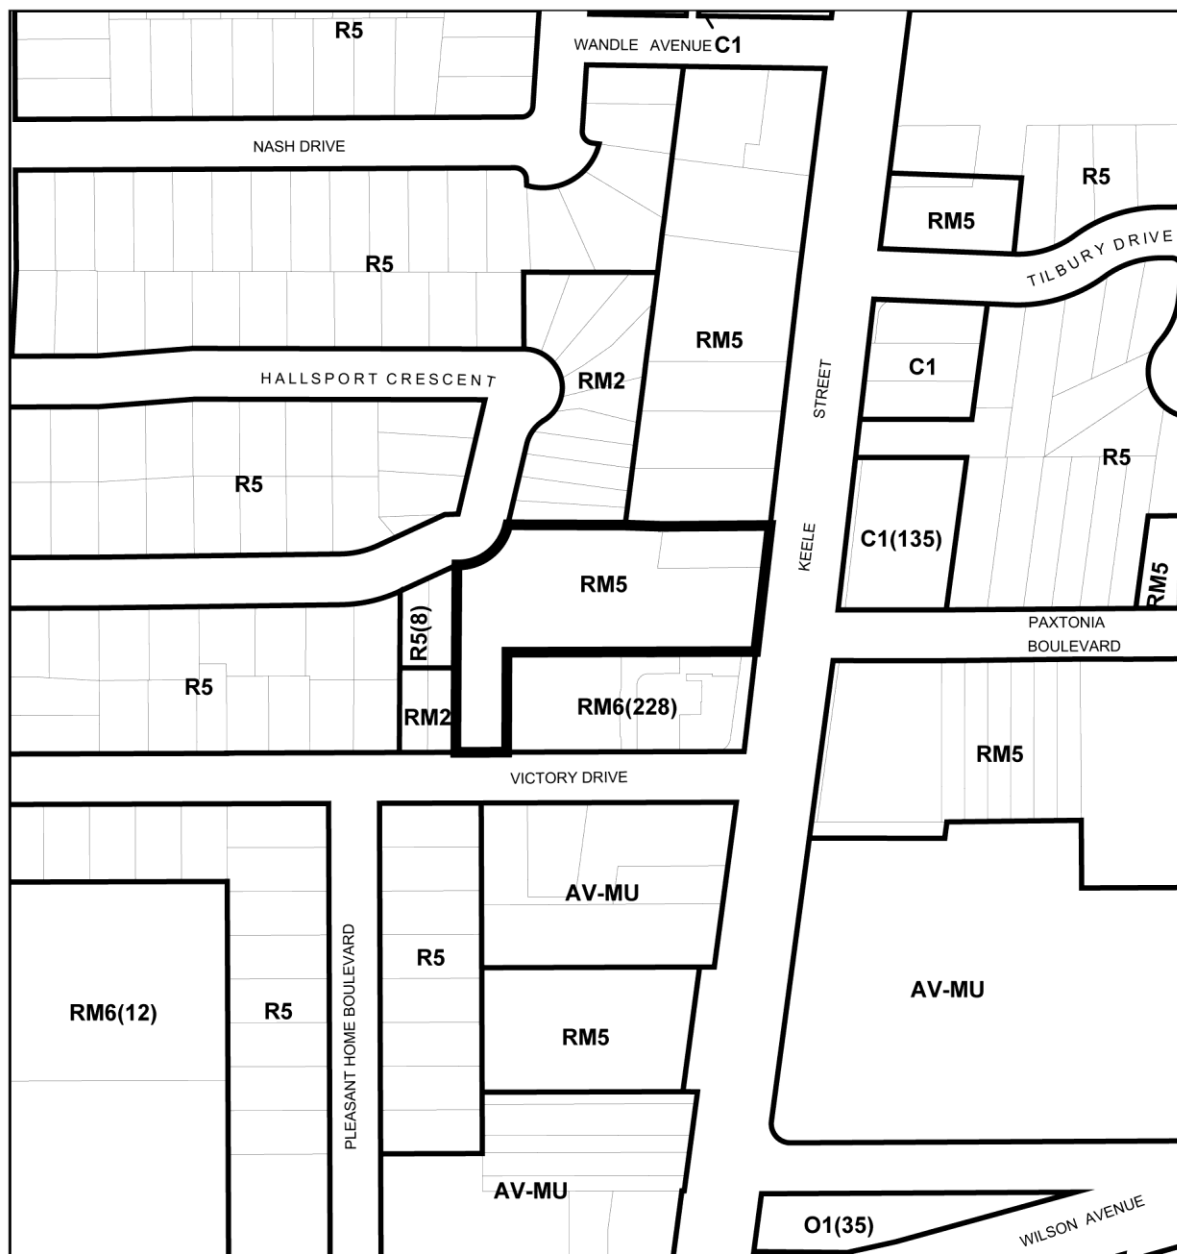 R5
WANDLE AVENUE
C1
NASH DRIVE
R5
RM5
R5
TILBURY DRIVE
RM5
HALLSPORT CRESCENT
RM2
C1
KEELE STREET
R5
R5
C1(135)
RM5
RM5
R5(8)
PAXTONIA
BOULEVARD
R5
RM2
RM6(228)
RM5
VICTORY DRIVE
AV-MU
R5
AV-MU
RM6(12)
R5
PLEASANT HOME BOULEVARD
RM5
AV-MU
O1(35)
WILSON AVENUE